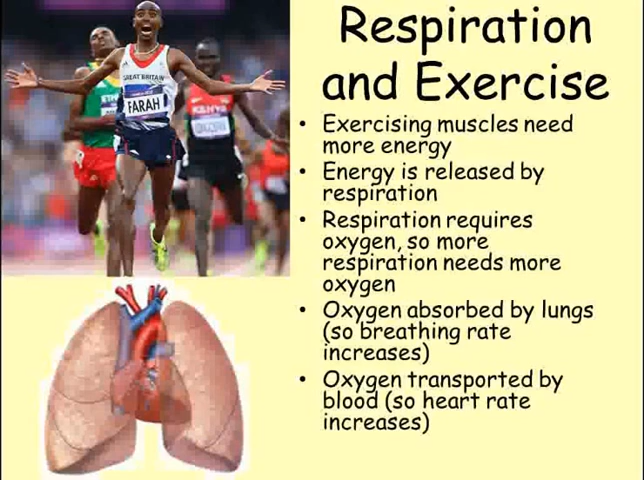 Respiration
and Exercise
• Exercising muscles need
more energy
• Energy is released by
respiration
• Respiration requires
oxygen, so more
respiration needs more
oxygen
• Oxygen absorbed by lungs
(so breathing rate
increases)
• Oxygen transported by
blood (so heart rate
increases)
GREAT BRITAIN
FARAH
KENYA